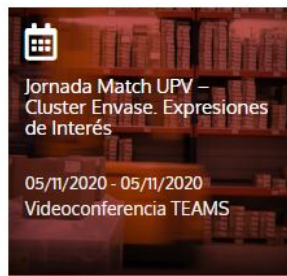 Jornada Match UPV –
Cluster Envase. Expresiones
de Interés
05/11/2020 - 05/11/2020
Videoconferencia TEAMS